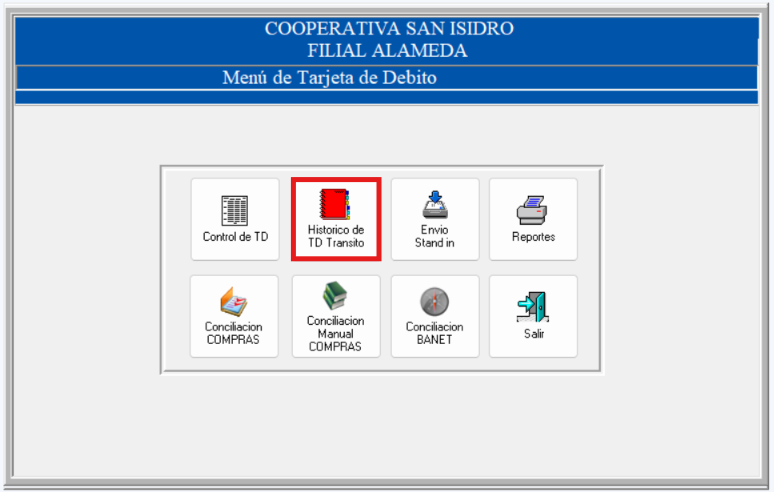 COOPERATIVA SAN ISIDRO
FILIAL ALAMEDA
Menú de Tarjeta de Debito
Control de TD
Historico de
TD Transito
Envio
Stand in
Reportes
Conciliacion
COMPRAS
Conciliacion
Manual
COMPRAS
Conciliacion
BANET
Salir